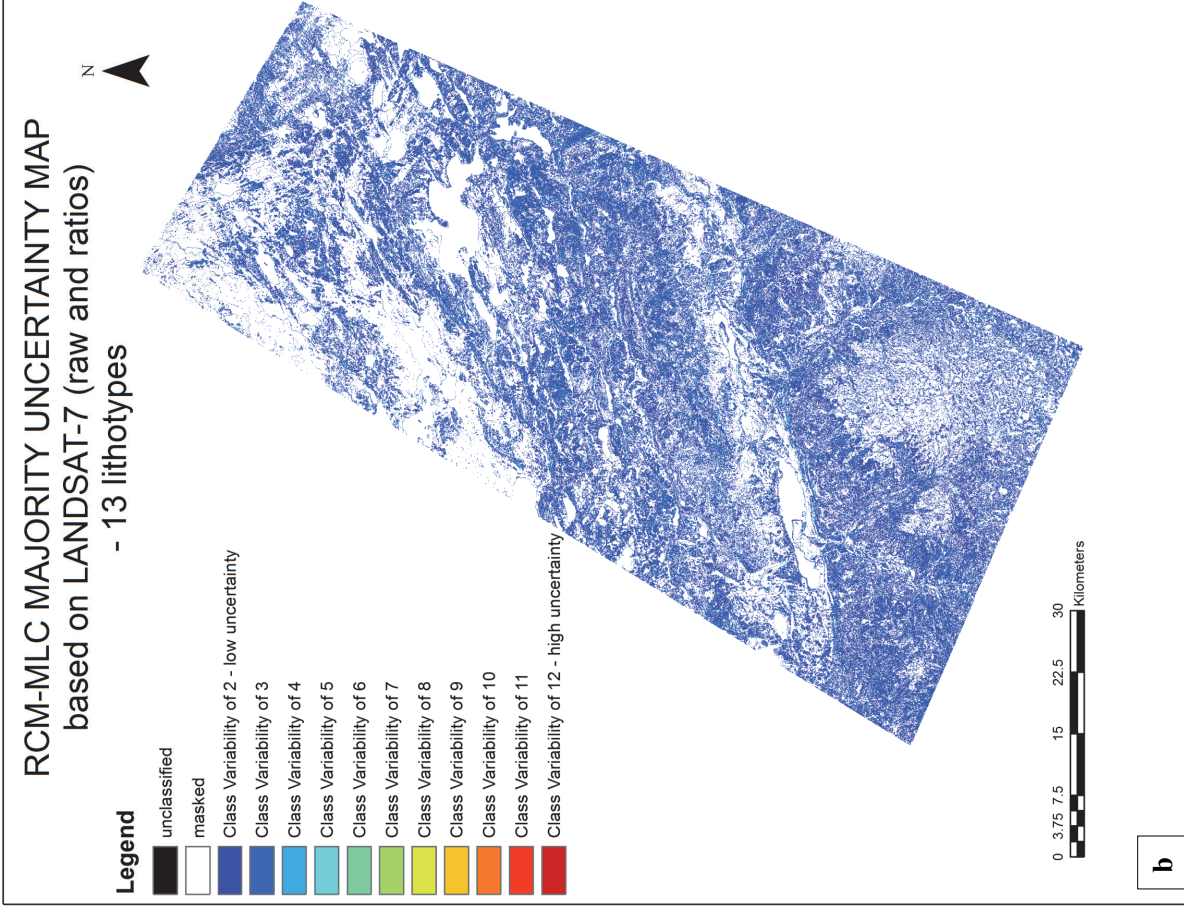 RCM-MLC MAJORITY UNCERTAINTY MAP
based on LANDSAT-7 (raw and ratios)
- 13 lithotypes
N
Legend
unclassified
masked
Class Variability of 2 - low uncertainty
Class Variability of 3
Class Variability of 4
Class Variability of 5
Class Variability of 6
Class Variability of 7
Class Variability of 8
Class Variability of 9
Class Variability of 10
Class Variability of 11
Class Variability of 12 - high uncertainty
0 3.75 7.5 15 22.5 30
Kilometers
b